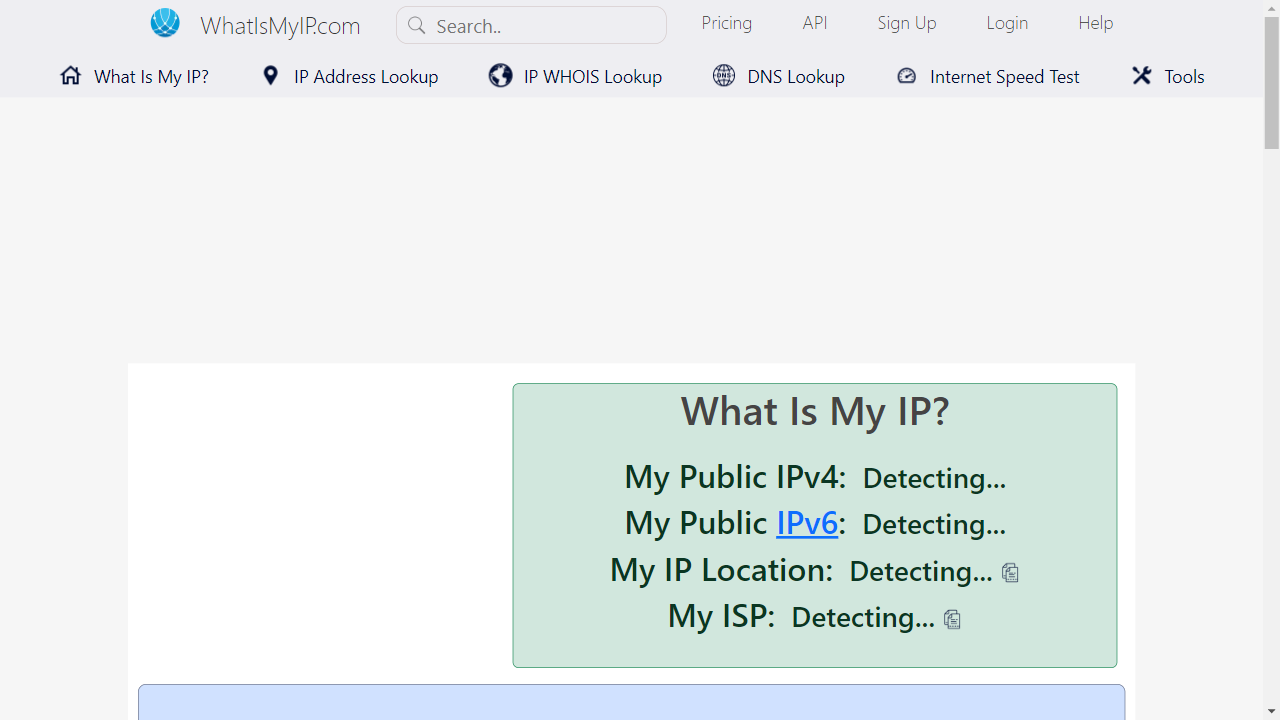 WhatIsMyIP.com
Search..
Pricing
API
Sign Up
Login
Help
What Is My IP?
IP Address Lookup
IP WHOIS Lookup
DNS
DNS Lookup
Internet Speed Test
Tools
What Is My IP?
My Public IPv4: Detecting...
My Public IPv6: Detecting...
My IP Location: Detecting...
My ISP: Detecting...